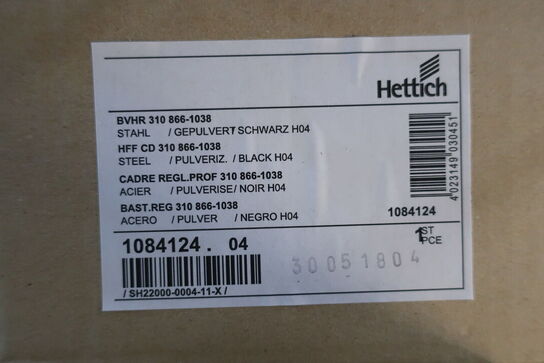 Hettich
BVHR 310 866-1038
STAHL / GEPULVERT SCHWARZ H04
HFF CD 310 866-1038
STEEL / PULVERIZ. / BLACK H04
CADRE REGL.PROF 310 866-1038
ACIER / PULVERISE/ NOIR H04
BAST.REG 310 866-1038
ACERO / PULVER / NEGRO H04
4023149030451
1084124
1084124 . 04
1 ST
PCE
30051804
/ SH22000-0004-11-X /